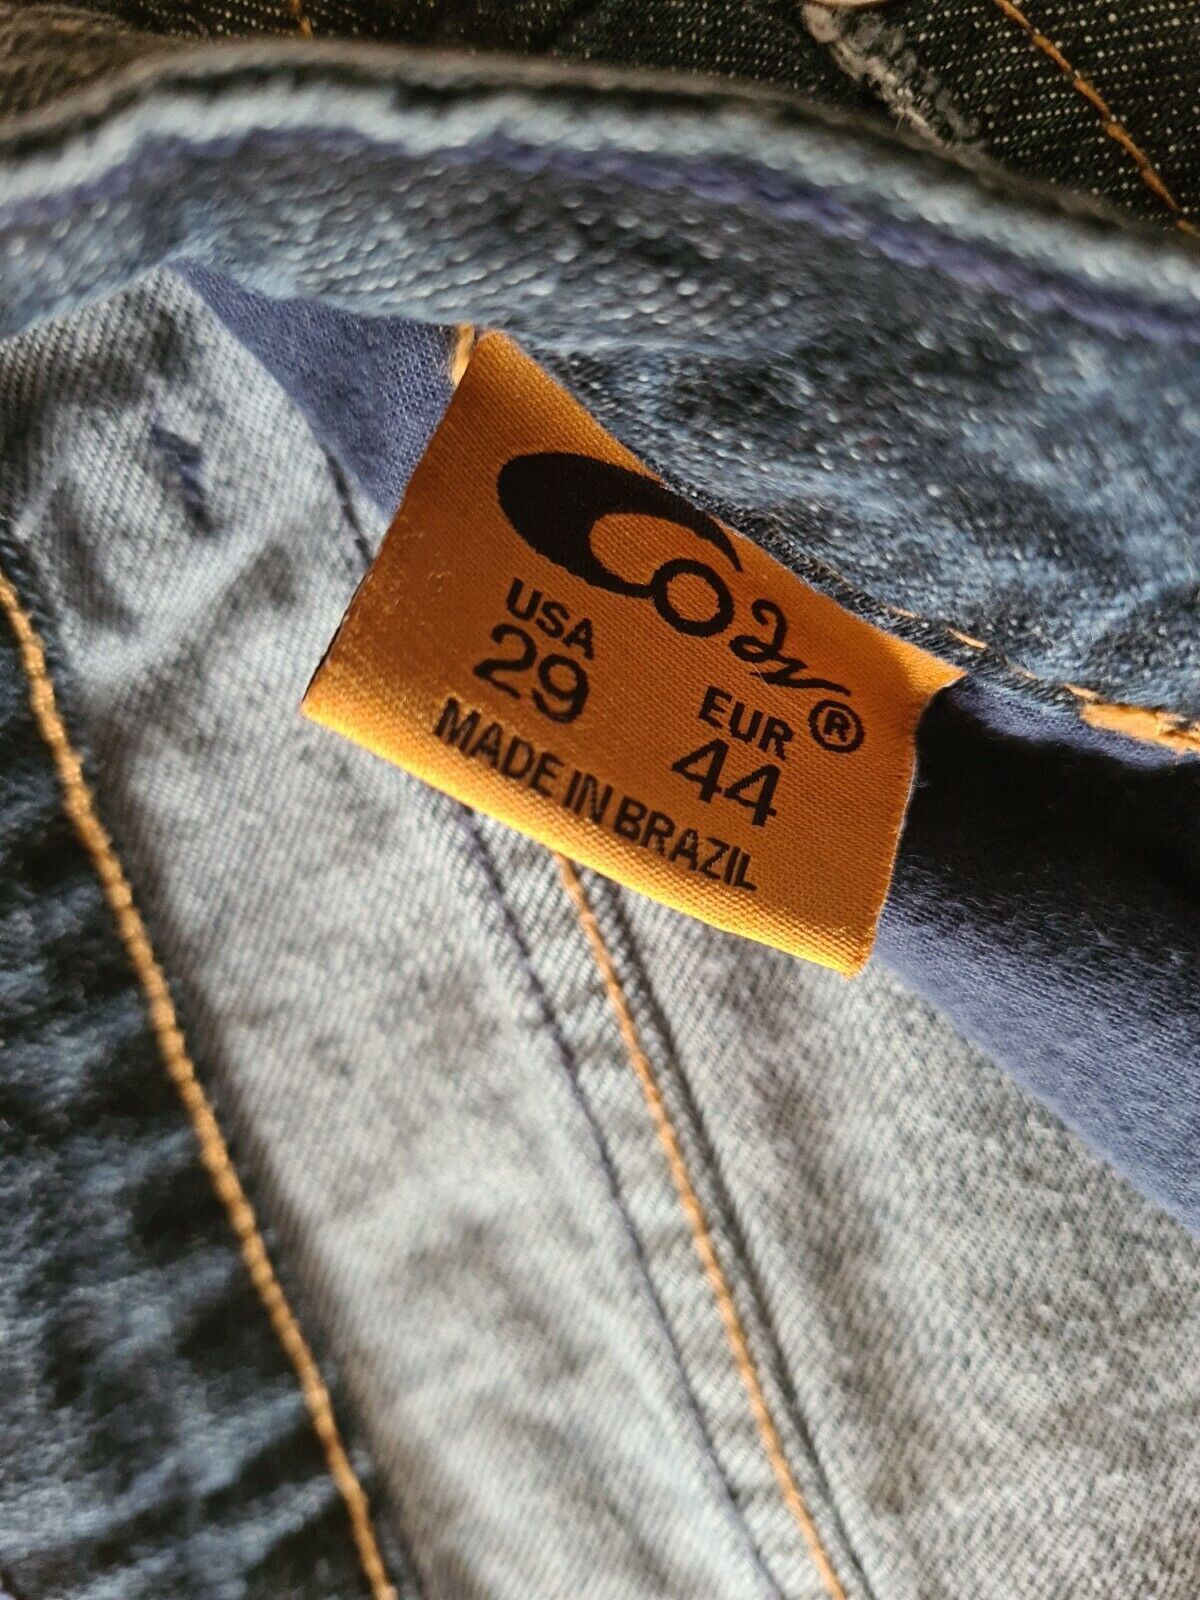 ®
USA EUR
29 44
MADE IN BRAZIL